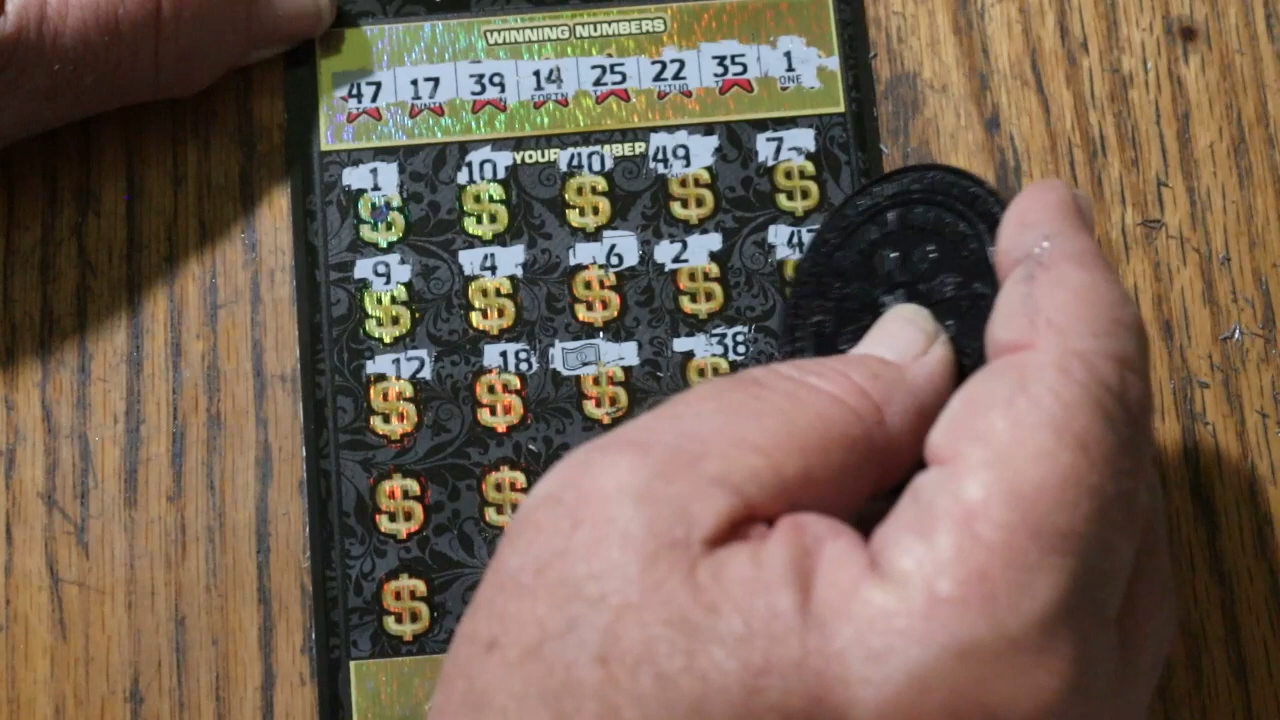 WINNING NUMBERS
47 17 39 14 25 22 35 1
ONE
YOUR NUMBER
1 10 40 49 7
$ $ $ $ $
9 4 6 2
$ $ $ $
12 18 38
$ $ $ $
$ $
$